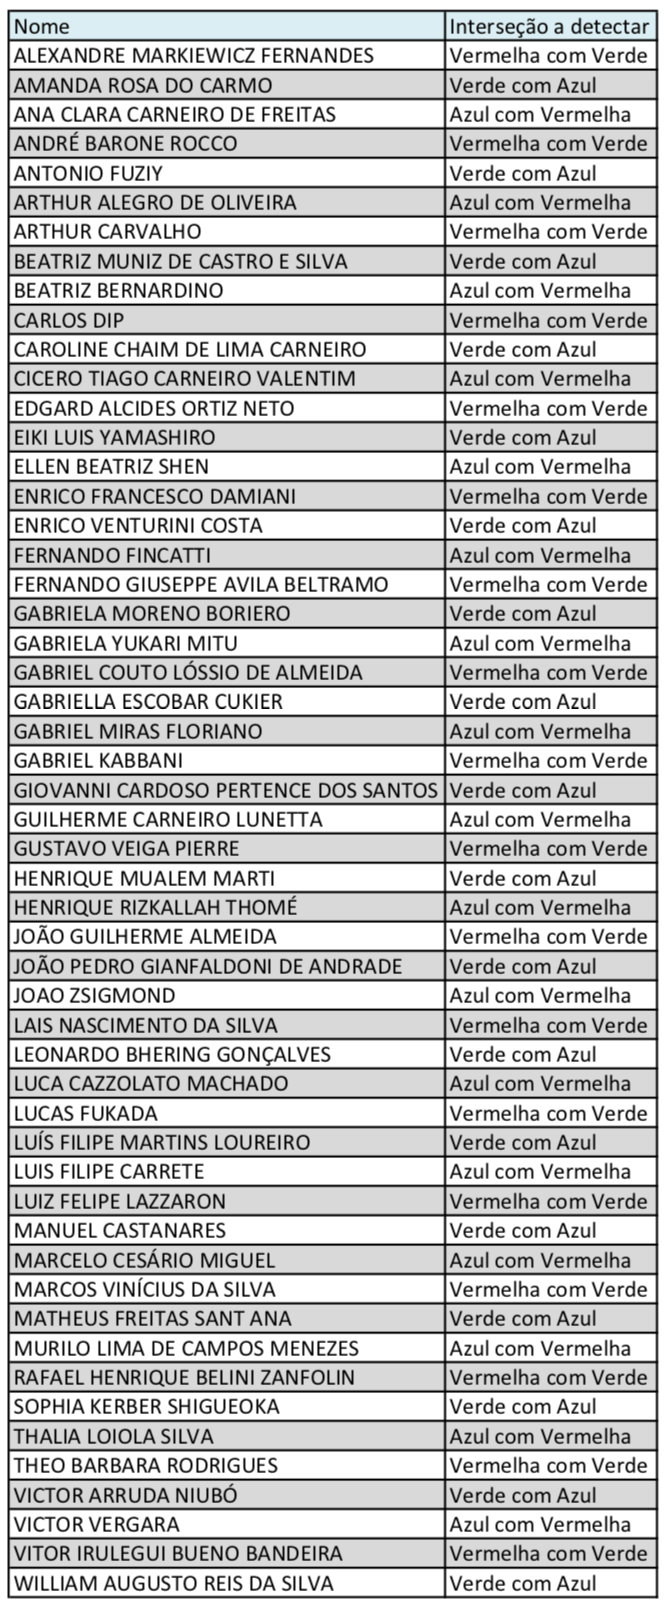 Nome Interseção a detectar
ALEXANDRE MARKIEWICZ FERNANDES Vermelha com Verde
AMANDA ROSA DO CARMO Verde com Azul
ANA CLARA CARNEIRO DE FREITAS Azul com Vermelha
ANDRÉ BARONE ROCCO Vermelha com Verde
ANTONIO FUZIY Verde com Azul
ARTHUR ALEGRO DE OLIVEIRA Azul com Vermelha
ARTHUR CARVALHO Vermelha com Verde
BEATRIZ MUNIZ DE CASTRO E SILVA Verde com Azul
BEATRIZ BERNARDINO Azul com Vermelha
CARLOS DIP Vermelha com Verde
CAROLINE CHAIM DE LIMA CARNEIRO Verde com Azul
CICERO TIAGO CARNEIRO VALENTIM Azul com Vermelha
EDGARD ALCIDES ORTIZ NETO Vermelha com Verde
EIKI LUIS YAMASHIRO Verde com Azul
ELLEN BEATRIZ SHEN Azul com Vermelha
ENRICO FRANCESCO DAMIANI Vermelha com Verde
ENRICO VENTURINI COSTA Verde com Azul
FERNANDO FINCATTI Azul com Vermelha
FERNANDO GIUSEPPE AVILA BELTRAMO Vermelha com Verde
GABRIELA MORENO BORIERO Verde com Azul
GABRIELA YUKARI MITU Azul com Vermelha
GABRIEL COUTO LÓSSIO DE ALMEIDA Vermelha com Verde
GABRIELLA ESCOBAR CUKIER Verde com Azul
GABRIEL MIRAS FLORIANO Azul com Vermelha
GABRIEL KABBANI Vermelha com Verde
GIOVANNI CARDOSO PERTENCE DOS SANTOS Verde com Azul
GUILHERME CARNEIRO LUNETTA Azul com Vermelha
GUSTAVO VEIGA PIERRE Vermelha com Verde
HENRIQUE MUALEM MARTI Verde com Azul
HENRIQUE RIZKALLAH THOMÉ Azul com Vermelha
JOÃO GUILHERME ALMEIDA Vermelha com Verde
JOÃO PEDRO GIANFALDONI DE ANDRADE Verde com Azul
JOAO ZSIGMOND Azul com Vermelha
LAIS NASCIMENTO DA SILVA Vermelha com Verde
LEONARDO BHERING GONÇALVES Verde com Azul
LUCA CAZZOLATO MACHADO Azul com Vermelha
LUCAS FUKADA Vermelha com Verde
LUÍS FILIPE MARTINS LOUREIRO Verde com Azul
LUIS FILIPE CARRETE Azul com Vermelha
LUIZ FELIPE LAZZARON Vermelha com Verde
MANUEL CASTANARES Verde com Azul
MARCELO CESÁRIO MIGUEL Azul com Vermelha
MARCOS VINÍCIUS DA SILVA Vermelha com Verde
MATHEUS FREITAS SANT ANA Verde com Azul
MURILO LIMA DE CAMPOS MENEZES Azul com Vermelha
RAFAEL HENRIQUE BELINI ZANFOLIN Vermelha com Verde
SOPHIA KERBER SHIGUEOKA Verde com Azul
THALIA LOIOLA SILVA Azul com Vermelha
THEO BARBARA RODRIGUES Vermelha com Verde
VICTOR ARRUDA NIUBÓ Verde com Azul
VICTOR VERGARA Azul com Vermelha
VITOR IRULEGUI BUENO BANDEIRA Vermelha com Verde
WILLIAM AUGUSTO REIS DA SILVA Verde com Azul